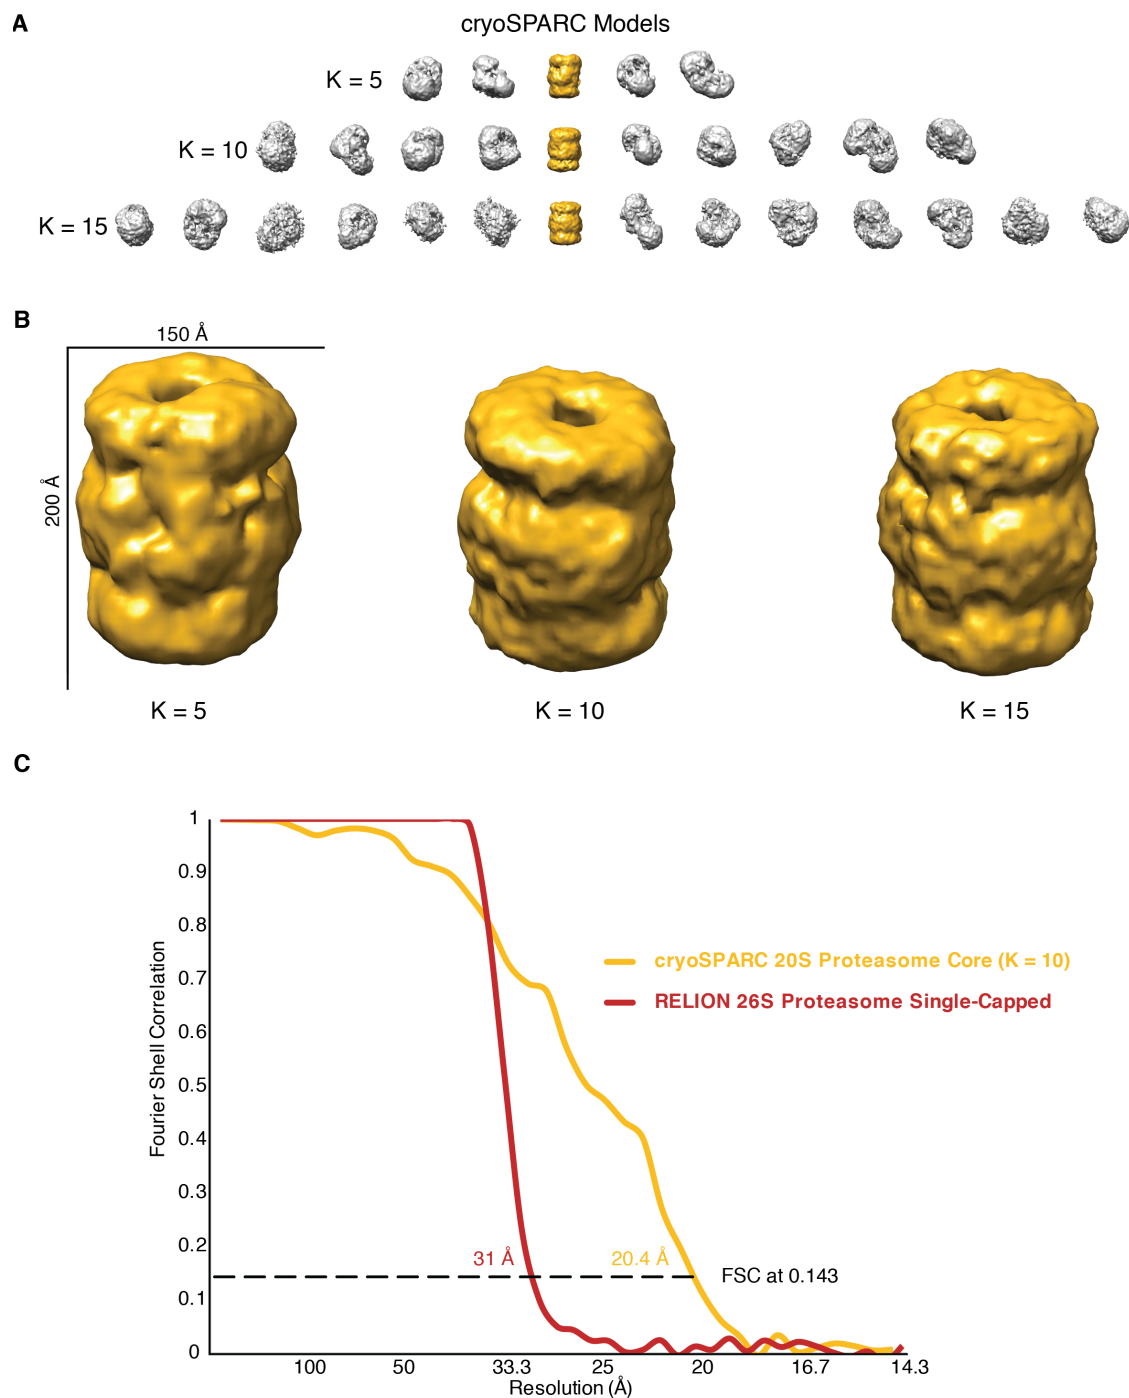 A
cryoSPARC Models
K = 5
K = 10
K = 15
B
150 Å
200 Å
K = 5
K = 10
K = 15
C
Fourier Shell Correlation
1
0.9
0.8
0.7
0.6
0.5
0.4
0.3
0.2
0.1
0
cryoSPARC 20S Proteasome Core (K = 10)
RELION 26S Proteasome Single-Capped
31 Å
20.4 Å
FSC at 0.143
100 50 33.3 25 20 16.7 14.3
Resolution (Å)